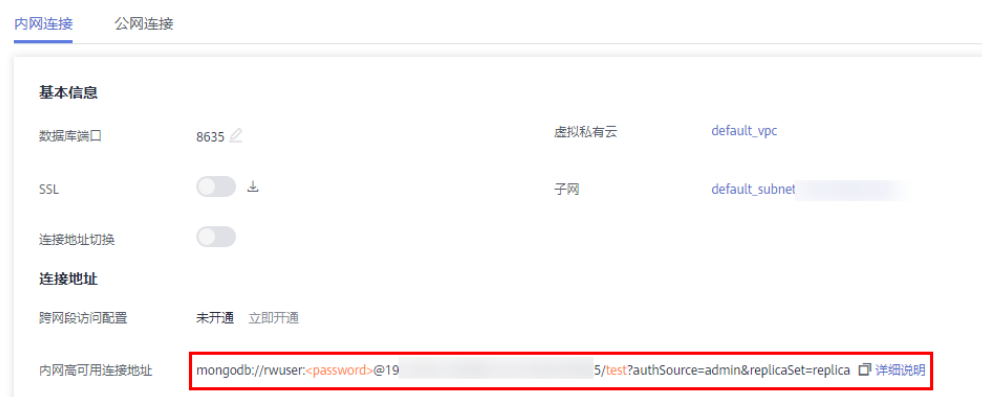 内网连接 公网连接
基本信息
数据库端口 8635 虚拟私有云 default_vpc
SSL 子网 default_subnet
连接地址切换
连接地址
跨网段访问配置 未开通 立即开通
内网高可用连接地址 mongodb://rwuser:<password>@19 5/test?authSource=admin&replicaSet=replica 详细说明